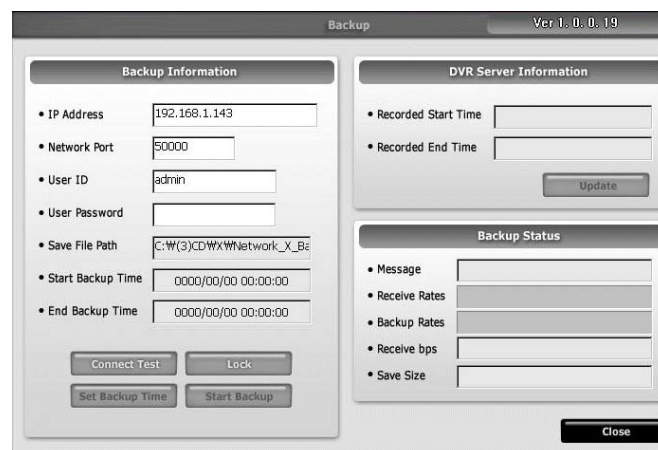 Backup
Ver 1. 0. 0. 19
Backup Information
• IP Address 192.168.1.143
• Network Port 50000
• User ID admin
• User Password
• Save File Path C:₩(3)CD₩X₩Network_X_Ba
• Start Backup Time 0000/00/00 00:00:00
• End Backup Time 0000/00/00 00:00:00
Connect Test Lock
Set Backup Time Start Backup
DVR Server Information
• Recorded Start Time
• Recorded End Time
Update
Backup Status
• Message
• Receive Rates
• Backup Rates
• Receive bps
• Save Size
Close